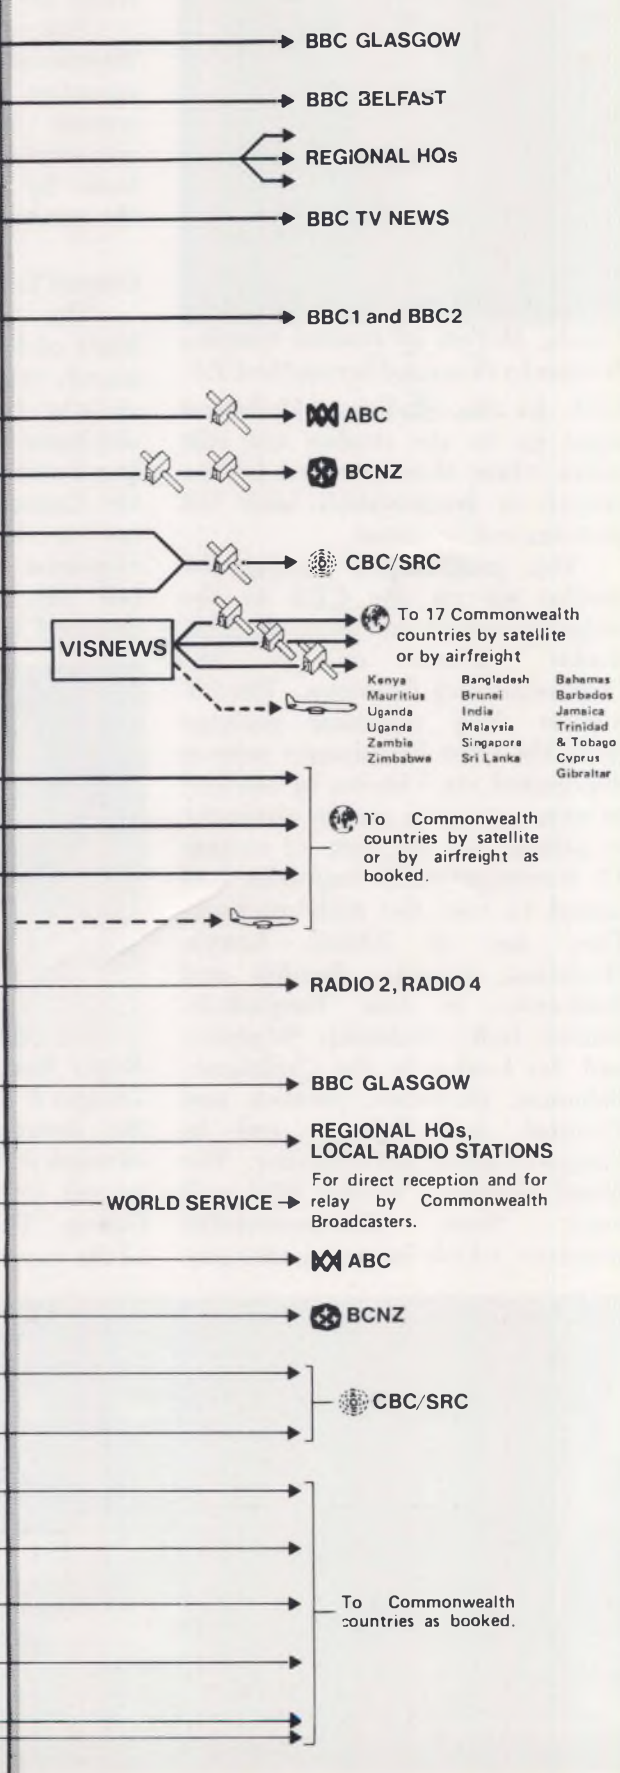 BBC GLASGOW
BBC BELFAST
REGIONAL HQs
BBC TV NEWS
BBC1 and BBC2
ABC
BCNZ
CBC/SRC
VISNEWS
To 17 Commonwealth
countries by satellite
or by airfreight
Kenya Bangladesh Bahamas
Mauritius Brunei Barbados
Uganda India Jamaica
Uganda Malaysia Trinidad
Zambia Singapore & Tobago
Zimbabwe Sri Lanka Cyprus
Gibraltar
To Commonwealth
countries by satellite
or by airfreight as
booked.
RADIO 2, RADIO 4
BBC GLASGOW
REGIONAL HQs,
LOCAL RADIO STATIONS
WORLD SERVICE
For direct reception and for
relay by Commonwealth
Broadcasters.
ABC
BCNZ
CBC/SRC
To Commonwealth
countries as booked.